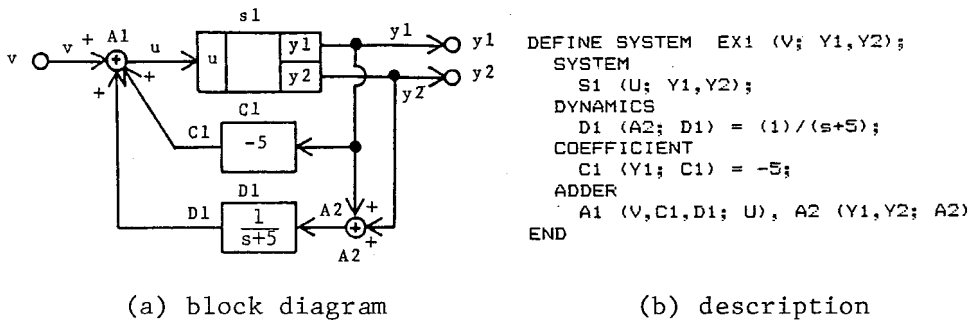 s1
v
v
+
A1
u
u
y1
y2
y1
y1
y2
y2
+
+
C1
C1
-5
D1
D1
1
s+5
A2
+
+
A2
DEFINE SYSTEM EX1 (V; Y1,Y2);
SYSTEM
S1 (U; Y1,Y2);
DYNAMICS
D1 (A2; D1) = (1)/(s+5);
COEFFICIENT
C1 (Y1; C1) = -5;
ADDER
A1 (V,C1,D1; U), A2 (Y1,Y2; A2)
END
(a) block diagram
(b) description